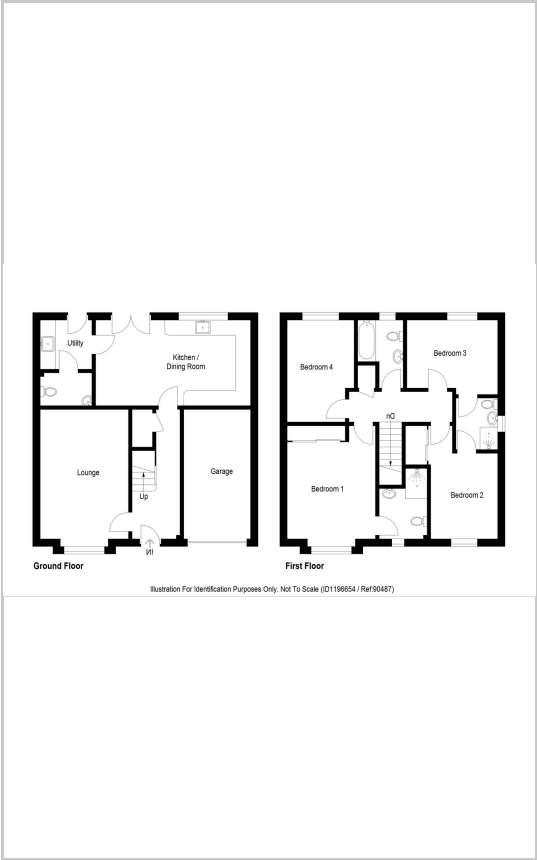 Utility
Kitchen /
Dining Room
Lounge
Garage
Up
IN
Ground Floor
Bedroom 4
Bedroom 3
Dn
Bedroom 1
Bedroom 2
First Floor
Illustration For Identification Purposes Only. Not To Scale (ID1196654 / Ref:90487)